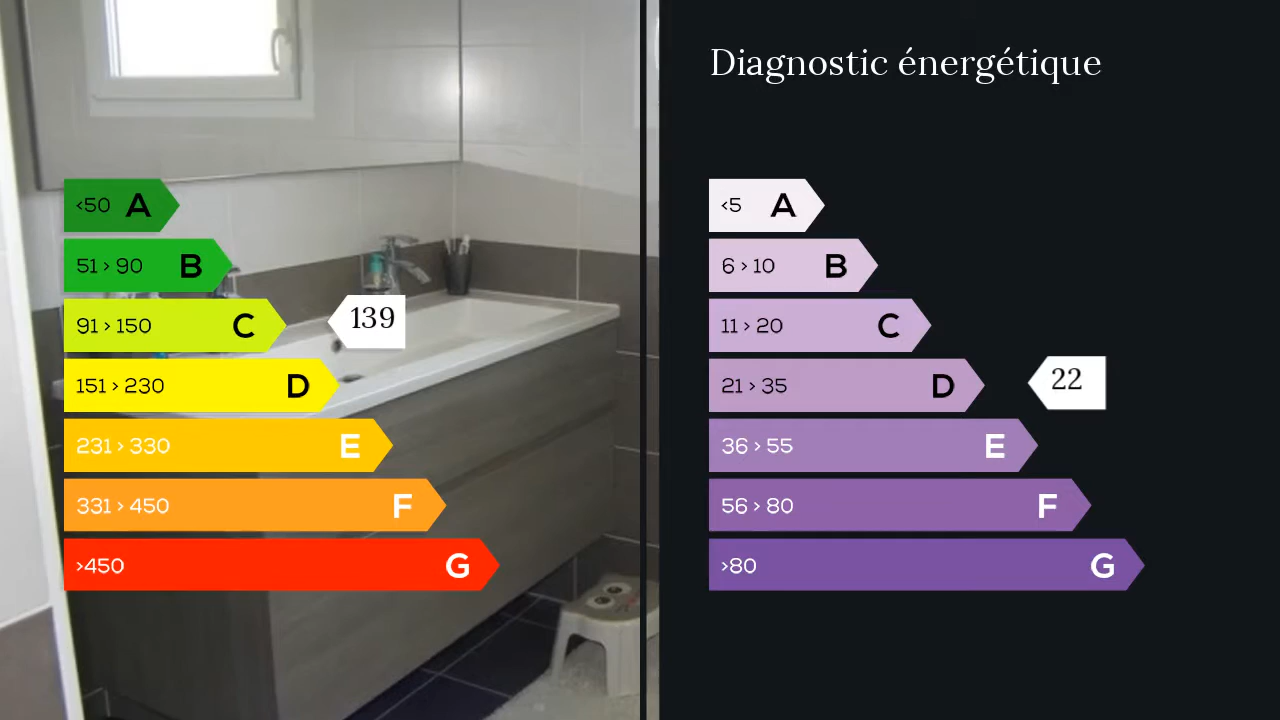 Diagnostic énergétique
<50 A
51 > 90 B
91 > 150 C
139
151 > 230 D
231 > 330 E
331 > 450 F
>450 G
<5 A
6 > 10 B
11 > 20 C
21 > 35 D
22
36 > 55 E
56 > 80 F
>80 G